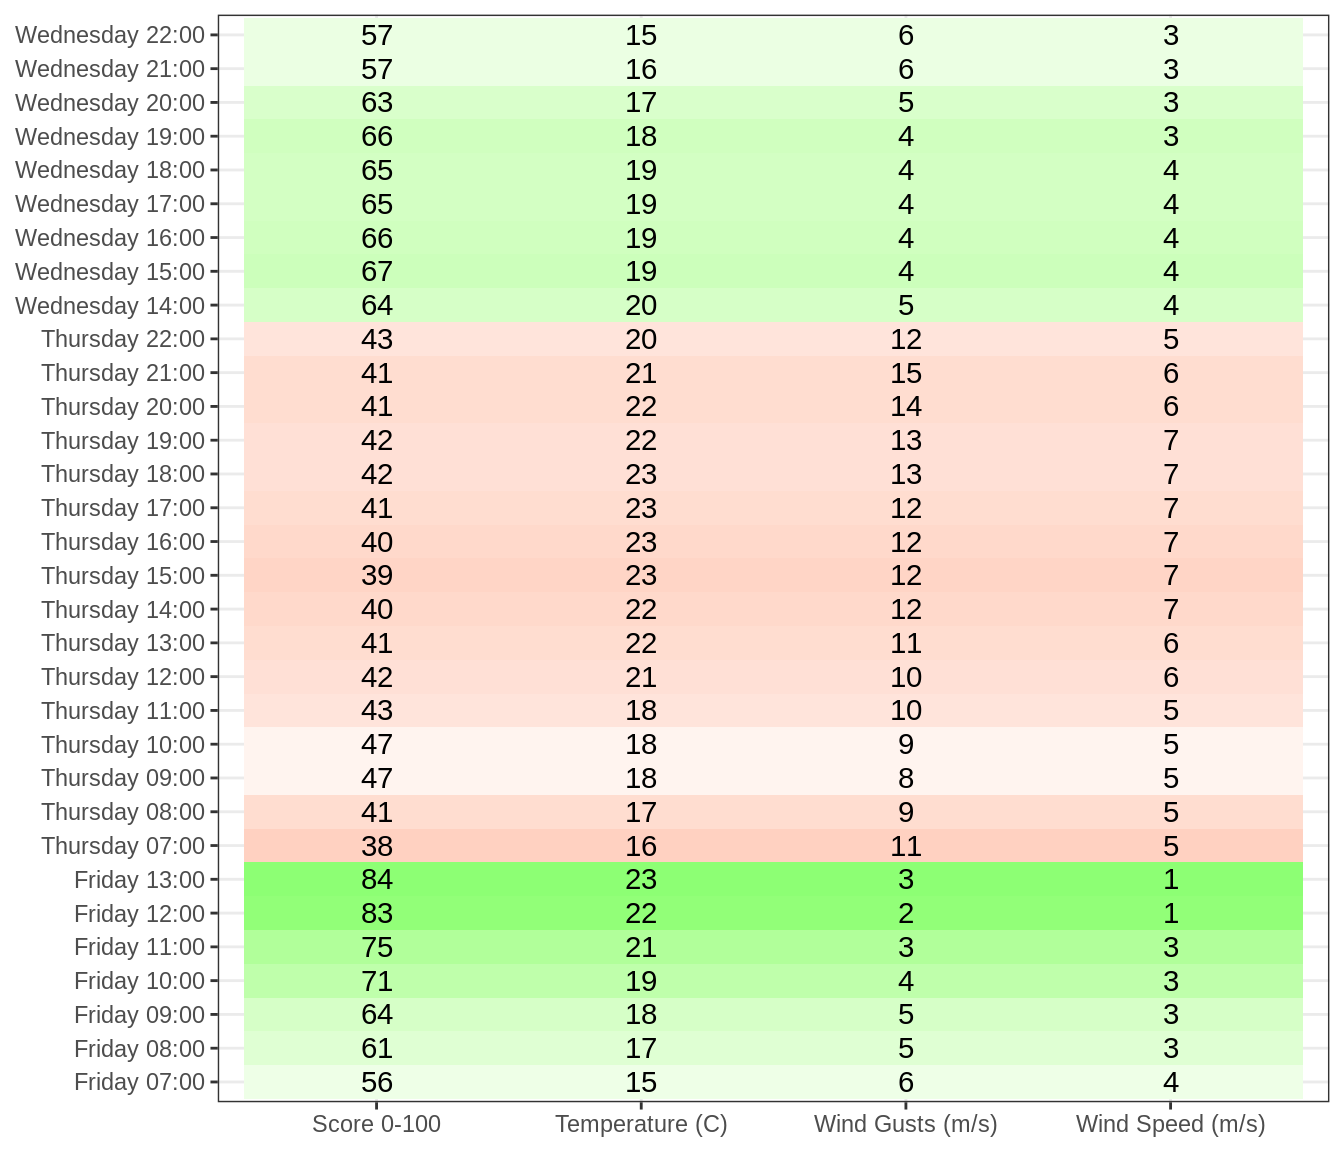 Wednesday 22:00 57 15 6 3
Wednesday 21:00 57 16 6 3
Wednesday 20:00 63 17 5 3
Wednesday 19:00 66 18 4 3
Wednesday 18:00 65 19 4 4
Wednesday 17:00 65 19 4 4
Wednesday 16:00 66 19 4 4
Wednesday 15:00 67 19 4 4
Wednesday 14:00 64 20 5 4
Thursday 22:00 43 20 12 5
Thursday 21:00 41 21 15 6
Thursday 20:00 41 22 14 6
Thursday 19:00 42 22 13 7
Thursday 18:00 42 23 13 7
Thursday 17:00 41 23 12 7
Thursday 16:00 40 23 12 7
Thursday 15:00 39 23 12 7
Thursday 14:00 40 22 12 7
Thursday 13:00 41 22 11 6
Thursday 12:00 42 21 10 6
Thursday 11:00 43 18 10 5
Thursday 10:00 47 18 9 5
Thursday 09:00 47 18 8 5
Thursday 08:00 41 17 9 5
Thursday 07:00 38 16 11 5
Friday 13:00 84 23 3 1
Friday 12:00 83 22 2 1
Friday 11:00 75 21 3 3
Friday 10:00 71 19 4 3
Friday 09:00 64 18 5 3
Friday 08:00 61 17 5 3
Friday 07:00 56 15 6 4
Score 0-100 Temperature (C) Wind Gusts (m/s) Wind Speed (m/s)